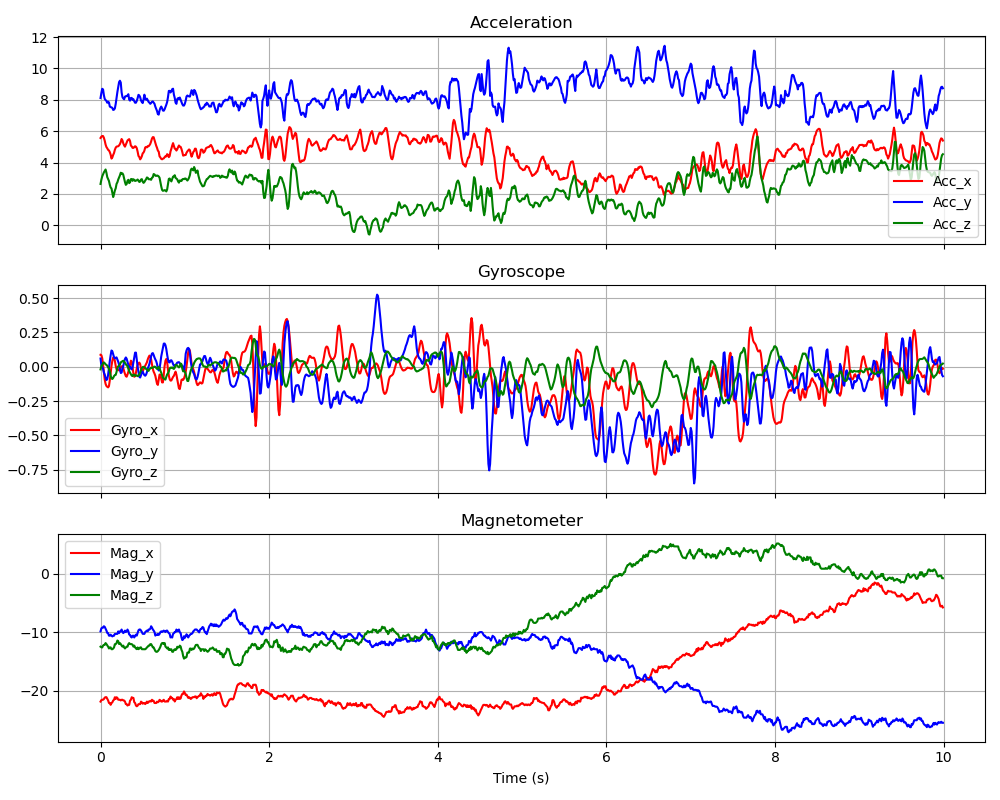 Acceleration
12
10
8
6
4
2
0
Acc_x
Acc_y
Acc_z
Gyroscope
0.50
0.25
0.00
−0.25
−0.50
−0.75
Gyro_x
Gyro_y
Gyro_z
Magnetometer
0
−10
−20
Mag_x
Mag_y
Mag_z
0 2 4 6 8 10
Time (s)